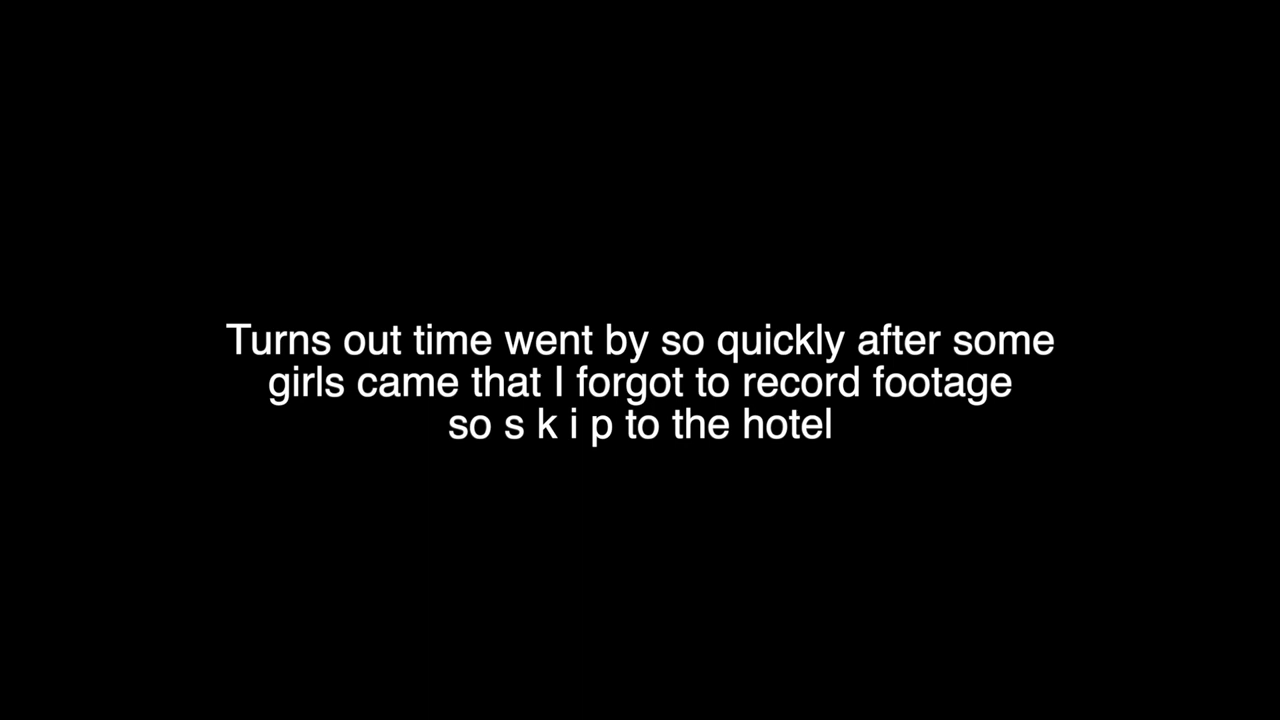 Turns out time went by so quickly after some
girls came that I forgot to record footage
so s k i p to the hotel